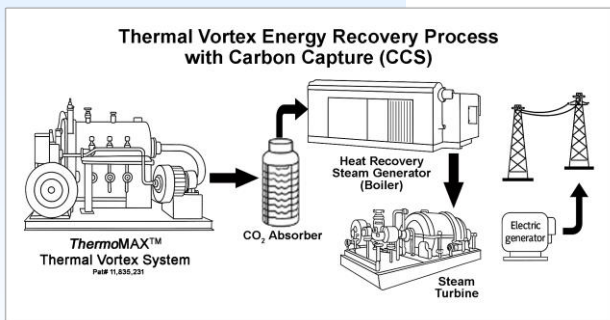 Thermal Vortex Energy Recovery Process
with Carbon Capture (CCS)
ThermoMAX™
Thermal Vortex System
Pat# 11,835,231
CO₂ Absorber
Heat Recovery
Steam Generator
(Boiler)
Steam
Turbine
Electric
generator